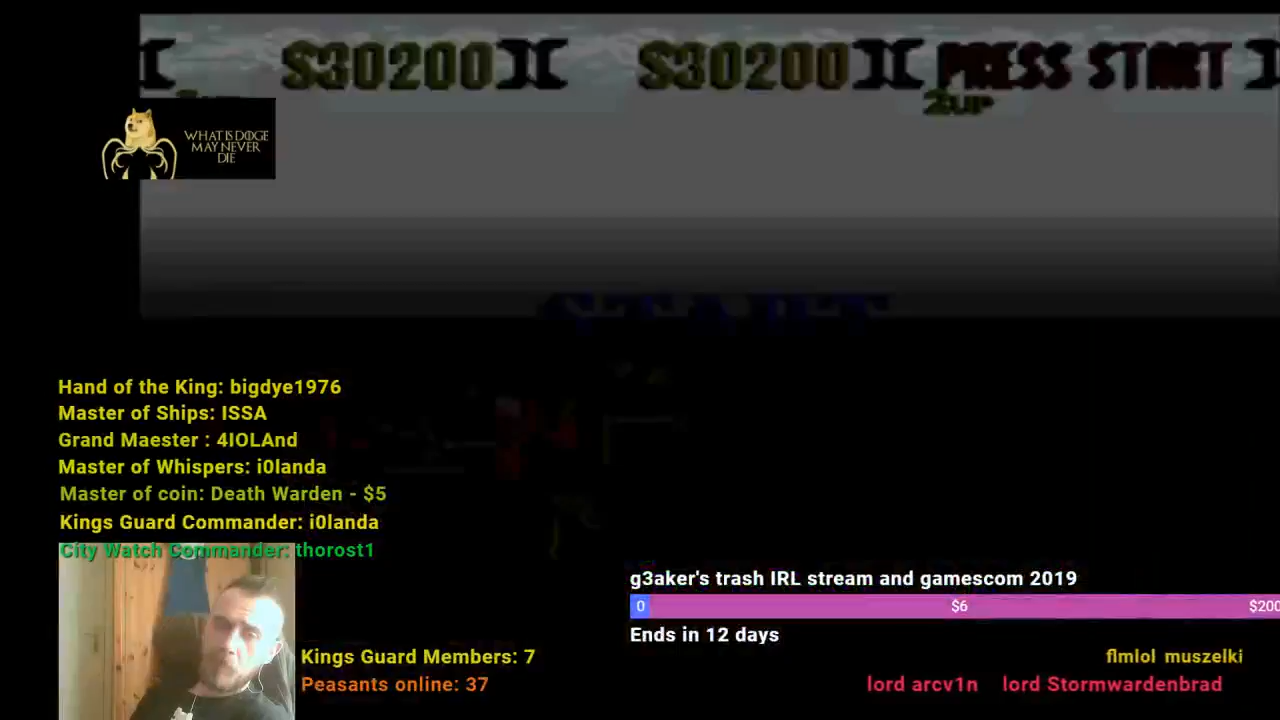 $30200 $30200 PRESS START
2UP
WHAT IS DOGE
MAY NEVER
DIE
Hand of the King: bigdye1976
Master of Ships: ISSA
Grand Maester : 4IOLAnd
Master of Whispers: i0landa
Master of coin: Death Warden - $5
Kings Guard Commander: i0landa
City Watch Commander: thorost1
g3aker's trash IRL stream and gamescom 2019
0 $6 $200
Ends in 12 days
Kings Guard Members: 7
Peasants online: 37
flmlol muszelki
lord arcv1n lord Stormwardenbrad